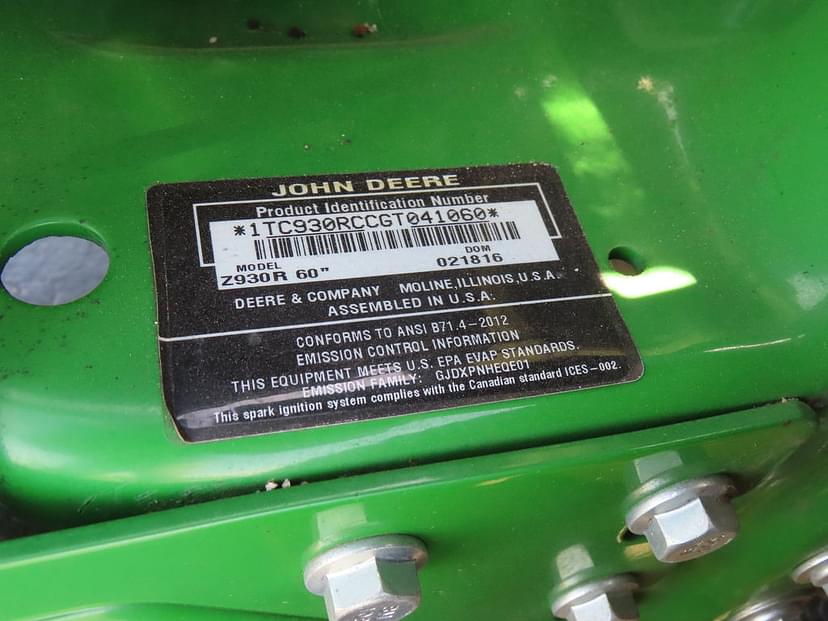 JOHN DEERE
Product Identification Number
*1TC930RCCGT041060*
MODEL DOM
Z930R 60" 021816
DEERE & COMPANY MOLINE,ILLINOIS,U.S.A.
ASSEMBLED IN U.S.A.
CONFORMS TO ANSI B71.4-2012
EMISSION CONTROL INFORMATION
THIS EQUIPMENT MEETS U.S. EPA EVAP STANDARDS.
EMISSION FAMILY: GJDXPNHEQE01
This spark ignition system complies with the Canadian standard ICES-002.